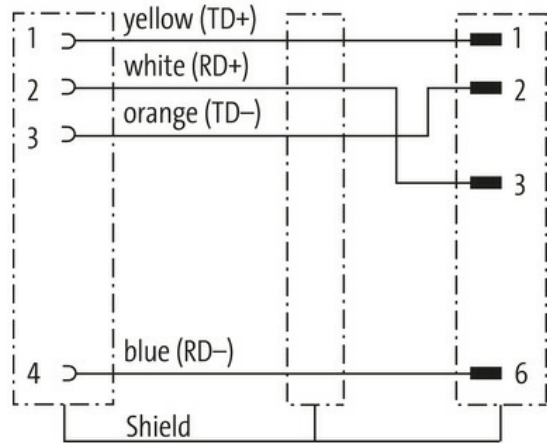 1 yellow (TD+) 1
2 white (RD+) 2
3 orange (TD–)
3
4 blue (RD–) 6
Shield